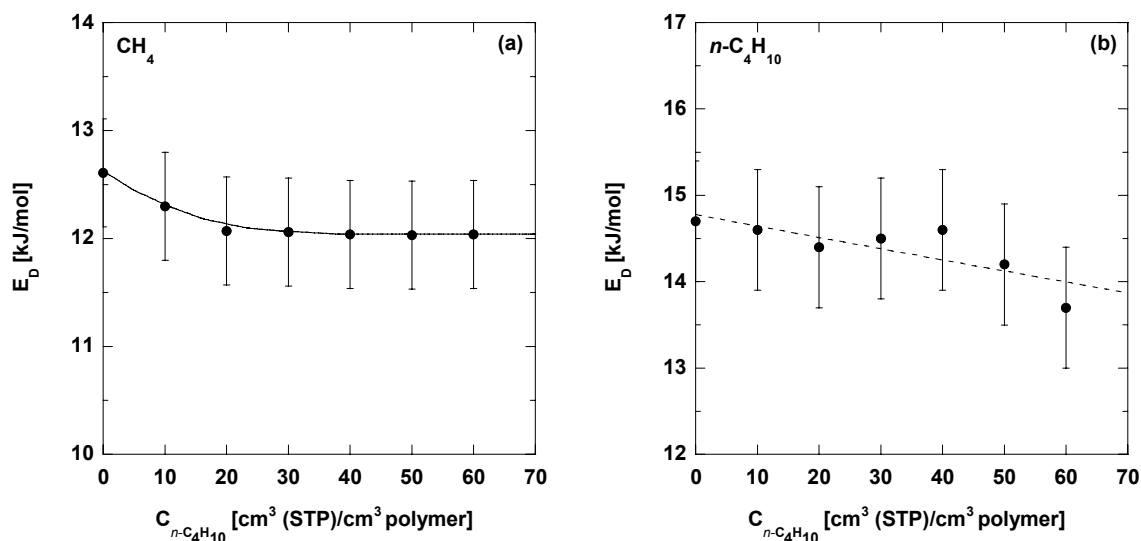 CH4
(a)
14
13
12
11
10
ED [kJ/mol]
0 10 20 30 40 50 60 70
Cn-C4H10 [cm3 (STP)/cm3 polymer]
n-C4H10
(b)
17
16
15
14
13
12
ED [kJ/mol]
0 10 20 30 40 50 60 70
Cn-C4H10 [cm3 (STP)/cm3 polymer]